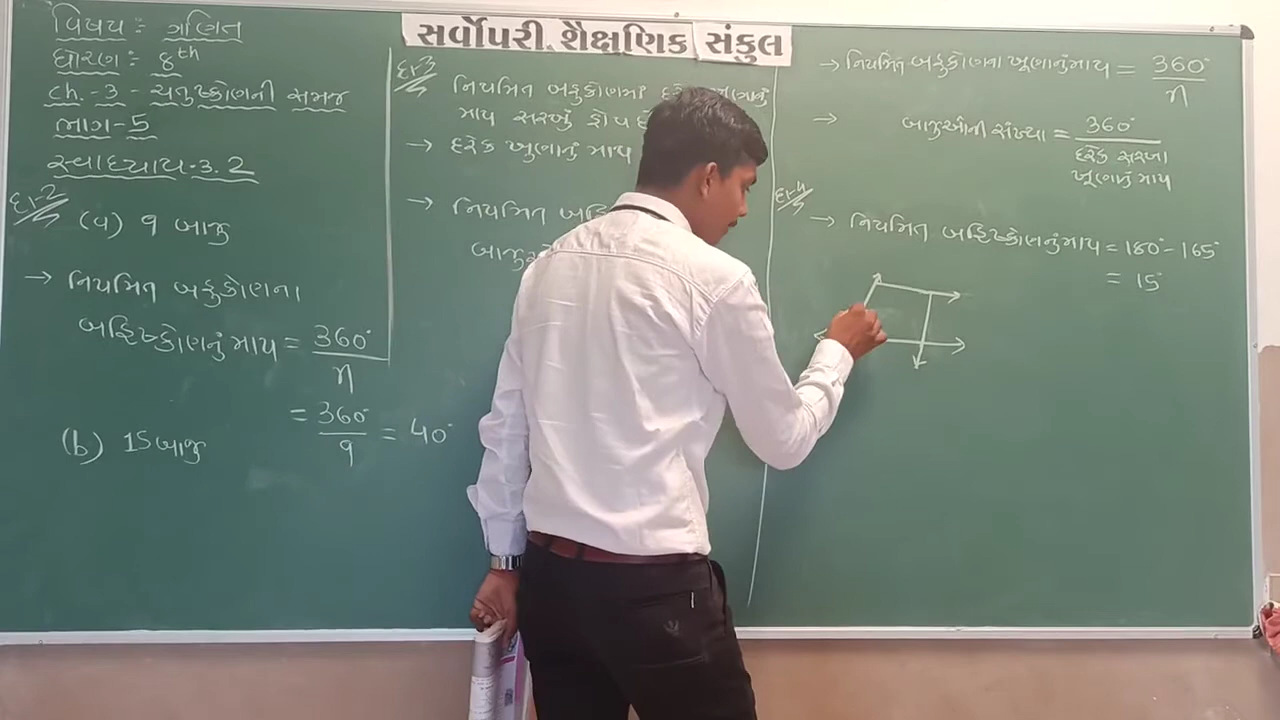 સર્વોપરી શૈક્ષણિક સંકુલ
વિષય : ગણિત
ધોરણ : 8th
ch. - 3 - ચતુષ્કોણની સમજ
ભાગ - 5
સ્વાધ્યાય - 3.2
દા-2
(a) 9 બાજુ
→ નિયમિત બહુકોણના
બહિષ્કોણનું માપ = 360° / n
= 360° / 9 = 40°
(b) 15 બાજુ
દા-3
નિયમિત બહુકોણમાં
માપ સરખું હોય છે
→ દરેક ખુણાનું માપ
→ નિયમિત
→ નિયમિત બહુકોણના ખૂણાનું માપ = 360° / n
→ બાજુઓની સંખ્યા = 360° / દરેક સરખા
ખૂણાનું માપ
દા-4
→ નિયમિત બહિષ્કોણનું માપ = 180° - 165°
= 15°